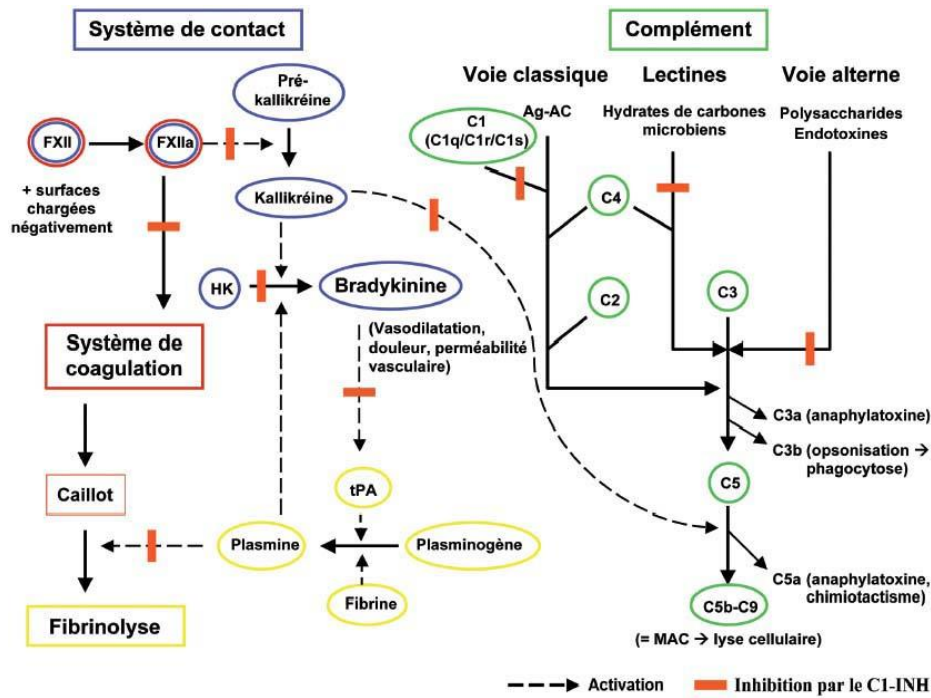 Système de contact
Complément
Pré-
kallikréine
Voie classique
Lectines
Voie alterne
Ag-AC
Hydrates de carbones
microbiens
Polysaccharides
Endotoxines
C1
(C1q/C1r/C1s)
FXII
FXIIa
+ surfaces
chargées
négativement
Kallikréine
C4
HK
Bradykinine
C2
C3
(Vasodilatation,
douleur, perméabilité
vasculaire)
Système de
coagulation
C3a (anaphylatoxine)
C3b (opsonisation →
phagocytose)
Caillot
tPA
C5
Plasmine
Plasminogène
Fibrine
C5a (anaphylatoxine,
chimiotactisme)
Fibrinolyse
C5b-C9
(= MAC → lyse cellulaire)
Activation
Inhibition par le C1-INH